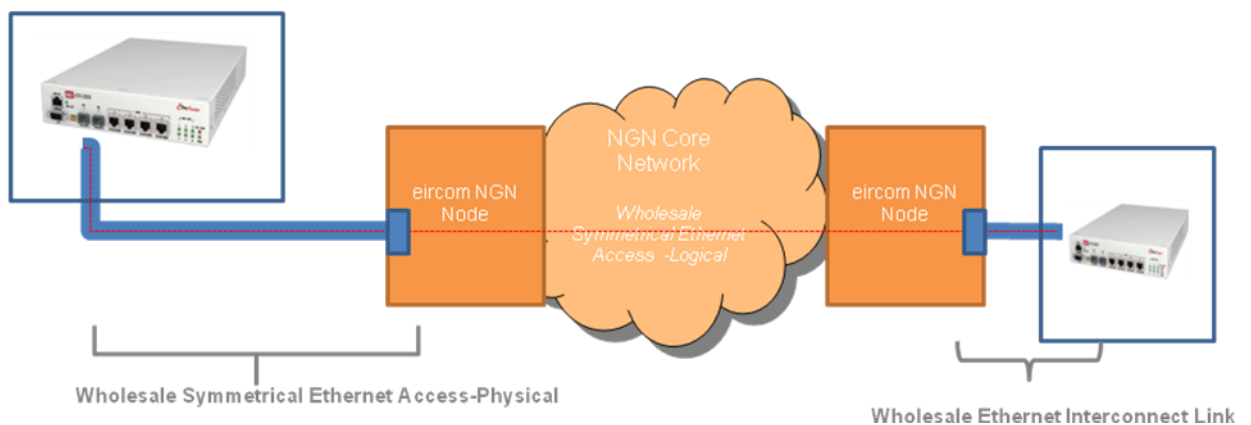 NGN Core
Network
eircom NGN
Node
Wholesale
Symmetrical Ethernet
Access -Logical
eircom NGN
Node
Wholesale Symmetrical Ethernet Access-Physical
Wholesale Ethernet Interconnect Link